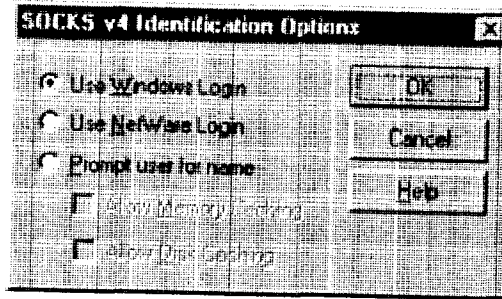 SOCKS v4 Identification Options
Use Windows Login
OK
Use NetWare Login
Cancel
Prompt user for name
Help
Allow Memory Caching
Allow Disk Caching